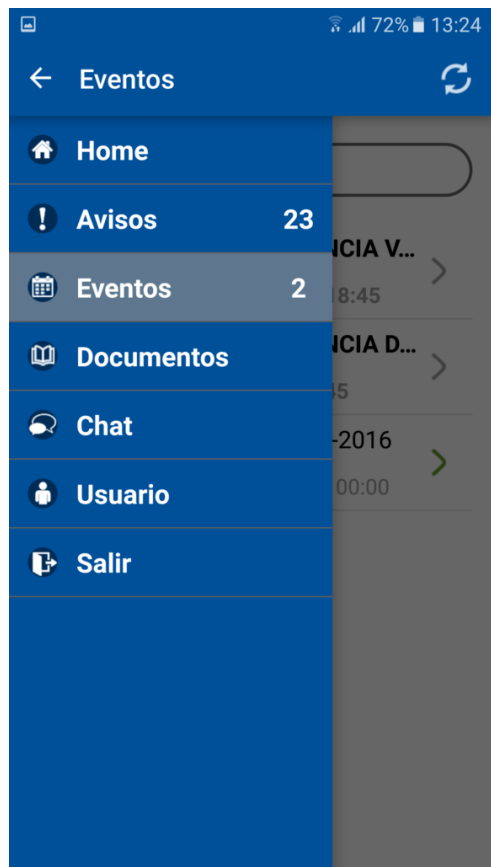 72% 13:24
Eventos
Home
Avisos 23
NCIA V...
Eventos 2
8:45
Documentos
NCIA D...
45
Chat
-2016
Usuario
00:00
Salir